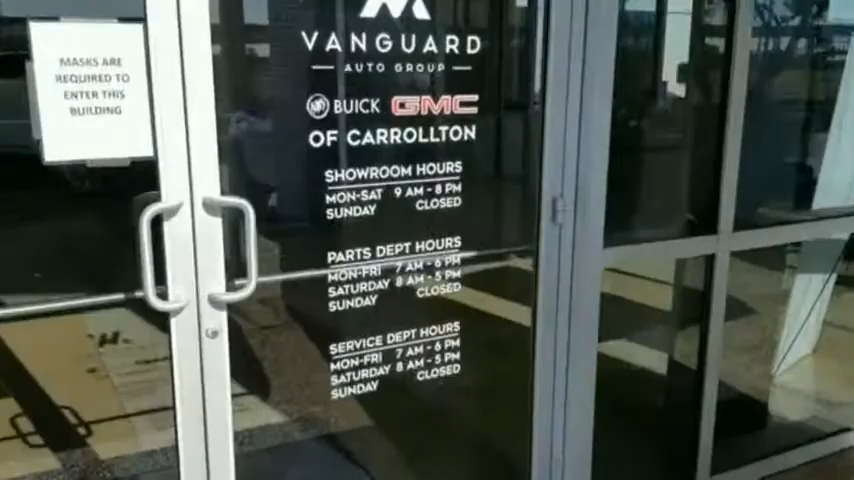 MASKS ARE
REQUIRED TO
ENTER THIS
BUILDING
VANGUARD
AUTO GROUP
BUICK GMC
OF CARROLLTON
SHOWROOM HOURS
MON-SAT 9 AM - 8 PM
SUNDAY CLOSED
PARTS DEPT HOURS
MON-FRI 7 AM - 6 PM
SATURDAY 8 AM - 5 PM
SUNDAY CLOSED
SERVICE DEPT HOURS
MON-FRI 7 AM - 6 PM
SATURDAY 8 AM - 5 PM
SUNDAY CLOSED